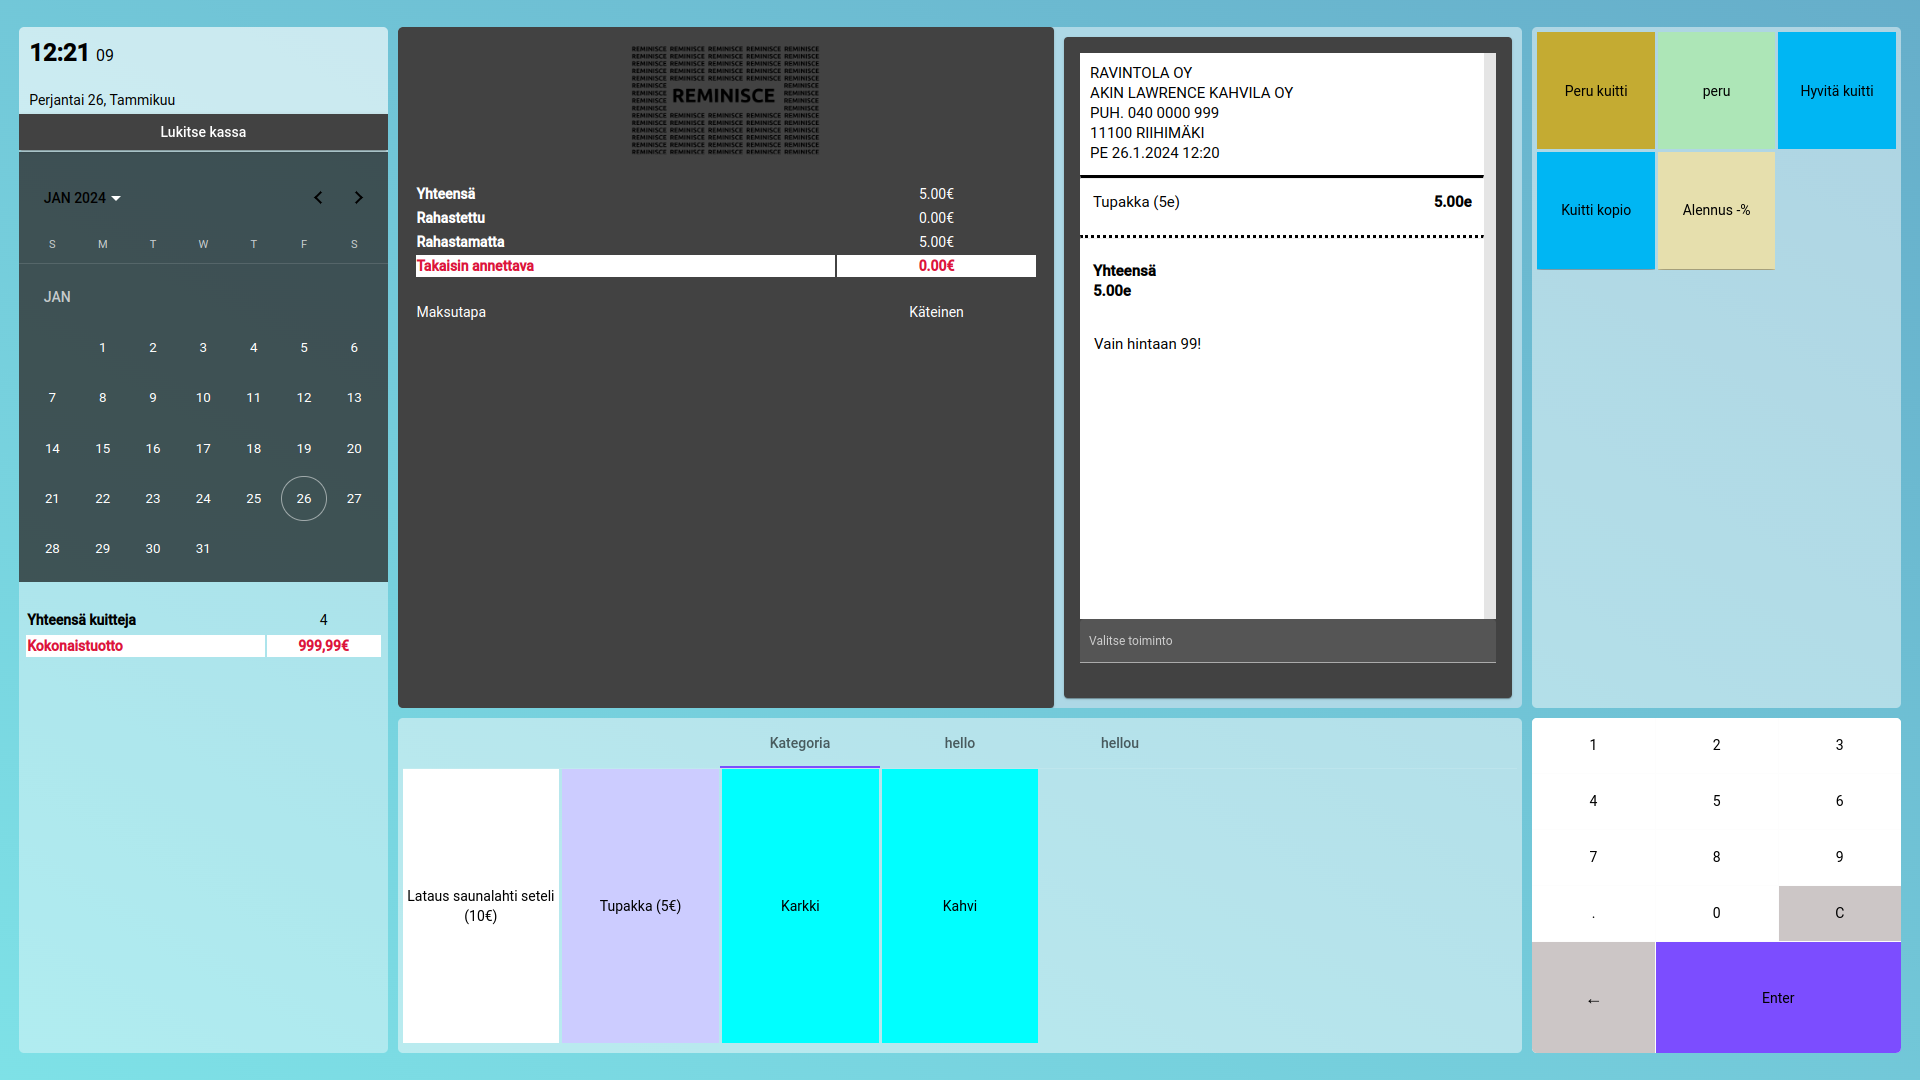 12:21 09
Perjantai 26, Tammikuu
Lukitse kassa
JAN 2024
S M T W T F S
JAN
1 2 3 4 5 6
7 8 9 10 11 12 13
14 15 16 17 18 19 20
21 22 23 24 25 26 27
28 29 30 31
Yhteensä kuitteja 4
Kokonaistuotto 999,99€
REMINISCE REMINISCE REMINISCE REMINISCE REMINISCE
REMINISCE
Yhteensä 5.00€
Rahastettu 0.00€
Rahastamatta 5.00€
Takaisin annettava 0.00€
Maksutapa Käteinen
RAVINTOLA OY
AKIN LAWRENCE KAHVILA OY
PUH. 040 0000 999
11100 RIIHIMÄKI
PE 26.1.2024 12:20
Tupakka (5e) 5.00e
Yhteensä
5.00e
Vain hintaan 99!
Valitse toiminto
Peru kuitti peru Hyvitä kuitti
Kuitti kopio Alennus -%
Kategoria hello hellou
Lataus saunalahti seteli
(10€)
Tupakka (5€)
Karkki
Kahvi
1 2 3
4 5 6
7 8 9
. 0 C
← Enter